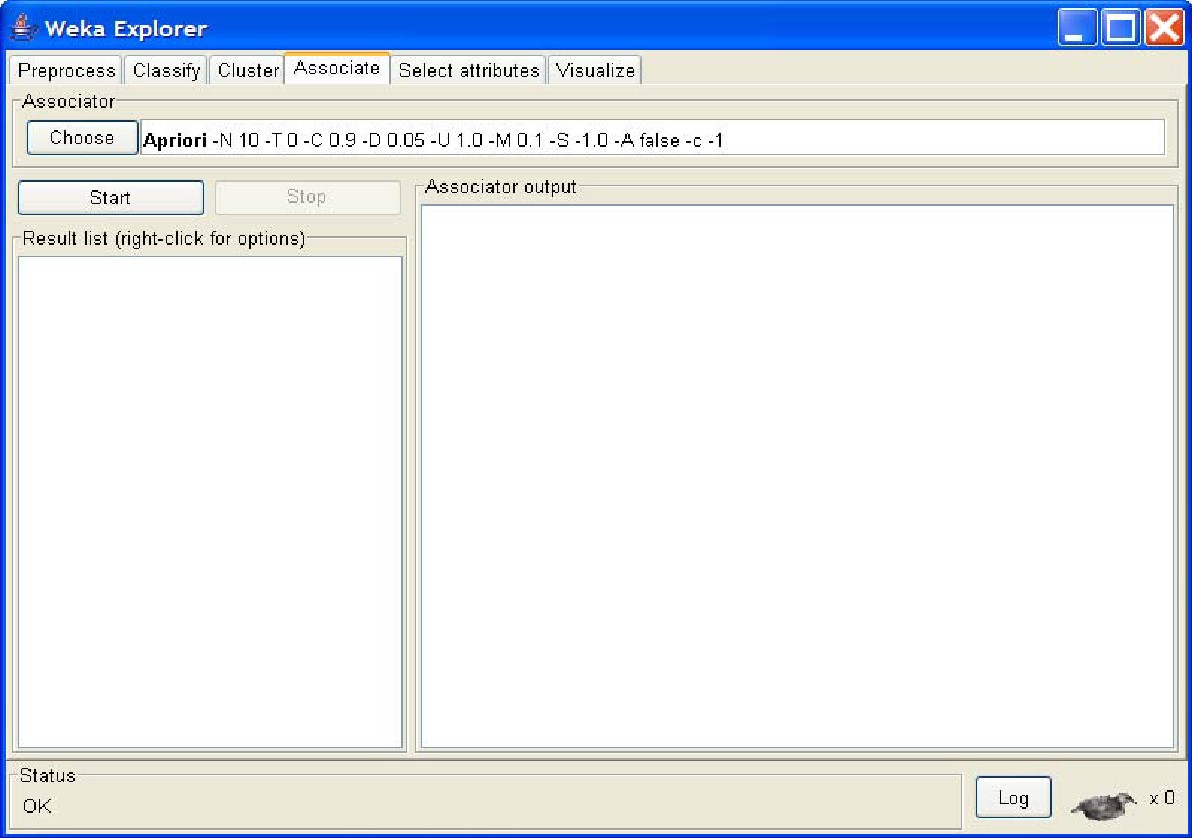 Weka Explorer
Preprocess Classify Cluster Associate Select attributes Visualize
Associator
Choose Apriori -N 10 -T 0 -C 0.9 -D 0.05 -U 1.0 -M 0.1 -S -1.0 -A false -c -1
Start Stop
Associator output
Result list (right-click for options)
Status
OK
Log
x 0